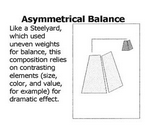 Asymmetrical Balance
Like a Steelyard,
which used
uneven weights
for balance, this
composition relies
on contrasting
elements (size,
color, and value,
for example) for
dramatic effect.